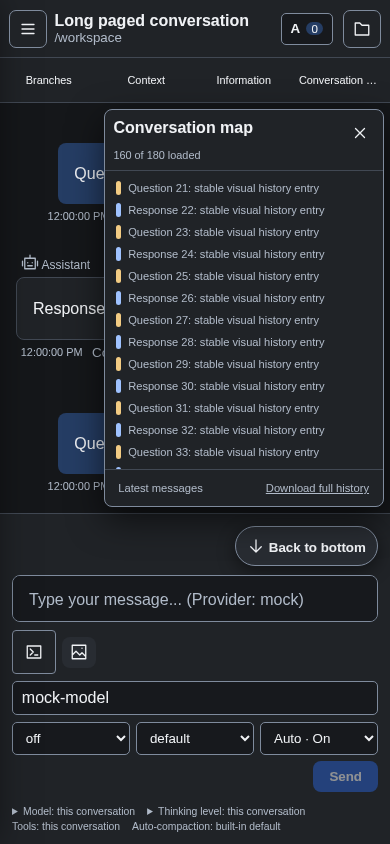 Long paged conversation
/workspace
A 0
Branches Context Information Conversation …
Conversation map
160 of 180 loaded
Question 21: stable visual history entry
Response 22: stable visual history entry
Question 23: stable visual history entry
Response 24: stable visual history entry
Question 25: stable visual history entry
Response 26: stable visual history entry
Question 27: stable visual history entry
Response 28: stable visual history entry
Question 29: stable visual history entry
Response 30: stable visual history entry
Question 31: stable visual history entry
Response 32: stable visual history entry
Question 33: stable visual history entry
Latest messages Download full history
Que
12:00:00 PM
Assistant
Response
12:00:00 PM Co
Que
12:00:00 PM
Back to bottom
Type your message... (Provider: mock)
mock-model
off default Auto · On
Send
Model: this conversation Thinking level: this conversation
Tools: this conversation Auto-compaction: built-in default